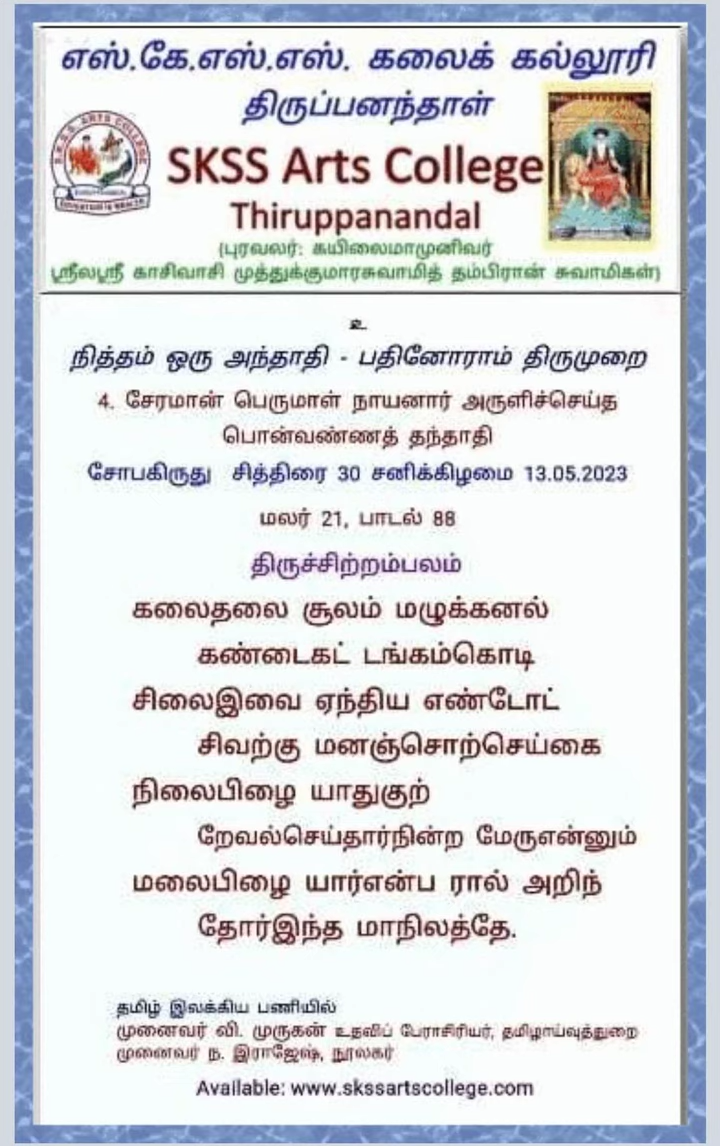 எஸ்.கே.எஸ்.எஸ். கலைக் கல்லூரி
திருப்பனந்தாள்
S.K.S.S. ARTS COLLEGE
SKSS Arts College
Thiruppanandal
(புரவலர்: கயிலைமாமுனிவர்
ஸ்ரீலஸ்ரீ காசிவாசி முத்துக்குமாரசுவாமித் தம்பிரான் சுவாமிகள்)
உ
நித்தம் ஒரு அந்தாதி - பதினோராம் திருமுறை
4. சேரமான் பெருமாள் நாயனார் அருளிச்செய்த
பொன்வண்ணத் தந்தாதி
சோபகிருது சித்திரை 30 சனிக்கிழமை 13.05.2023
மலர் 21, பாடல் 88
திருச்சிற்றம்பலம்
கலைதலை சூலம் மழுக்கனல்
கண்டைகட் டங்கம்கொடி
சிலைஇவை ஏந்திய எண்டோட்
சிவற்கு மனஞ்சொற்செய்கை
நிலைபிழை யாதுகுற்
றேவல்செய்தார்நின்ற மேருஎன்னும்
மலைபிழை யார்என்ப ரால் அறிந்
தோர்இந்த மாநிலத்தே.
தமிழ் இலக்கிய பணியில்
முனைவர் வி. முருகன் உதவிப் பேராசிரியர், தமிழாய்வுத்துறை
முனைவர் ந. இராஜேஷ், நூலகர்
Available: www.skssartscollege.com